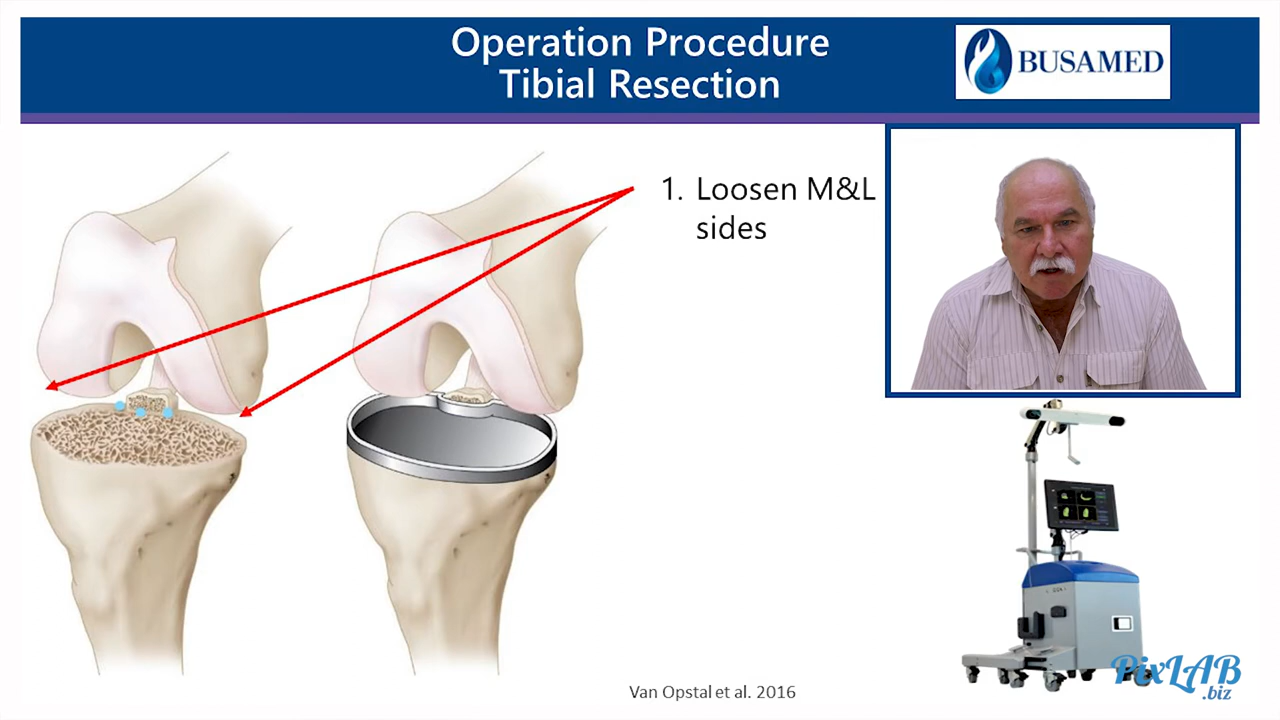 Operation Procedure
Tibial Resection
BUSAMED
1. Loosen M&L
sides
Van Opstal et al. 2016
PixLAB
.biz